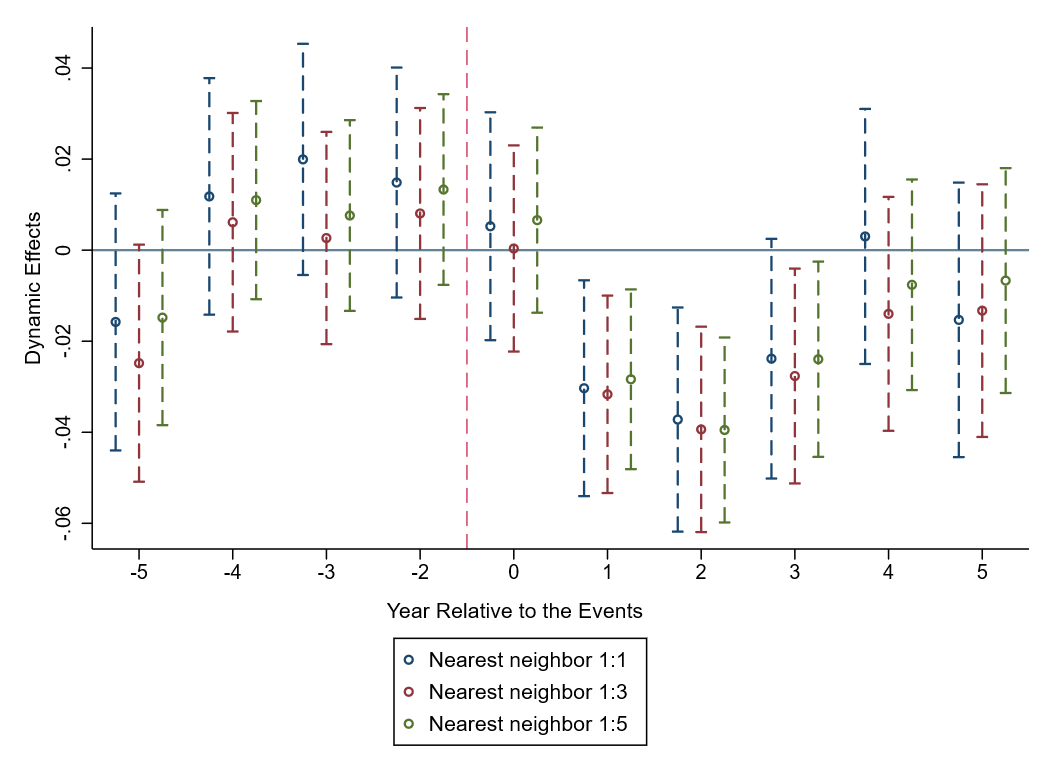 .04
.02
0
-.02
-.04
-.06
Dynamic Effects
-5 -4 -3 -2 0 1 2 3 4 5
Year Relative to the Events
Nearest neighbor 1:1
Nearest neighbor 1:3
Nearest neighbor 1:5